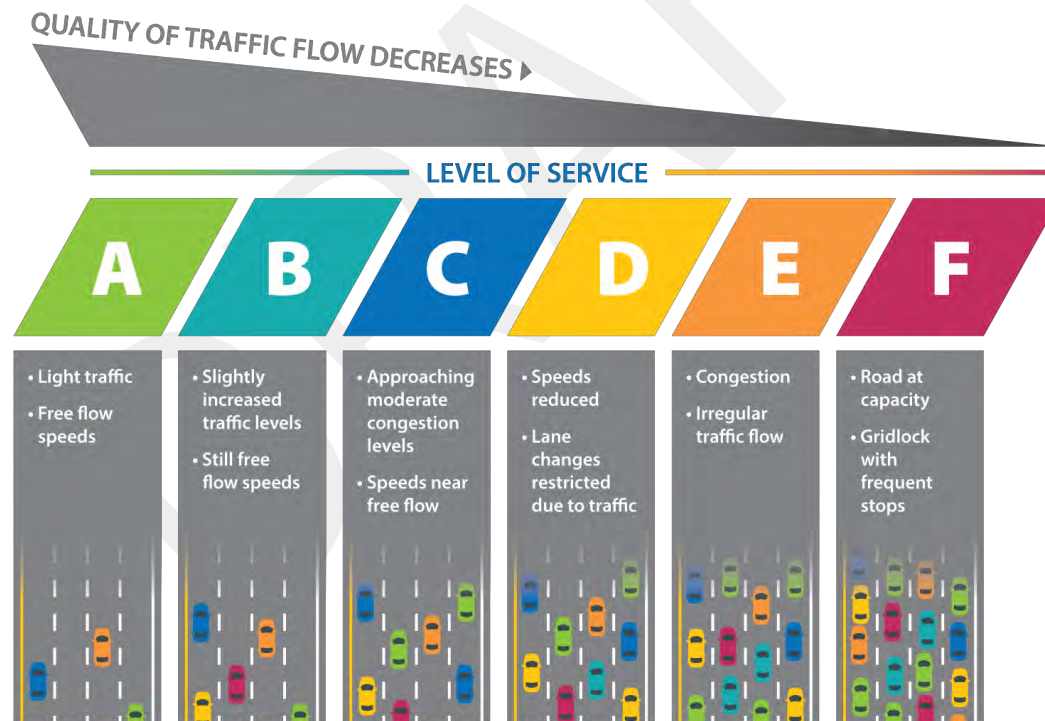 QUALITY OF TRAFFIC FLOW DECREASES
LEVEL OF SERVICE
A
B
C
D
E
F
• Light traffic
• Free flow
speeds
• Slightly
increased
traffic levels
• Still free
flow speeds
• Approaching
moderate
congestion
levels
• Speeds near
free flow
• Speeds
reduced
• Lane
changes
restricted
due to traffic
• Congestion
• Irregular
traffic flow
• Road at
capacity
• Gridlock
with
frequent
stops